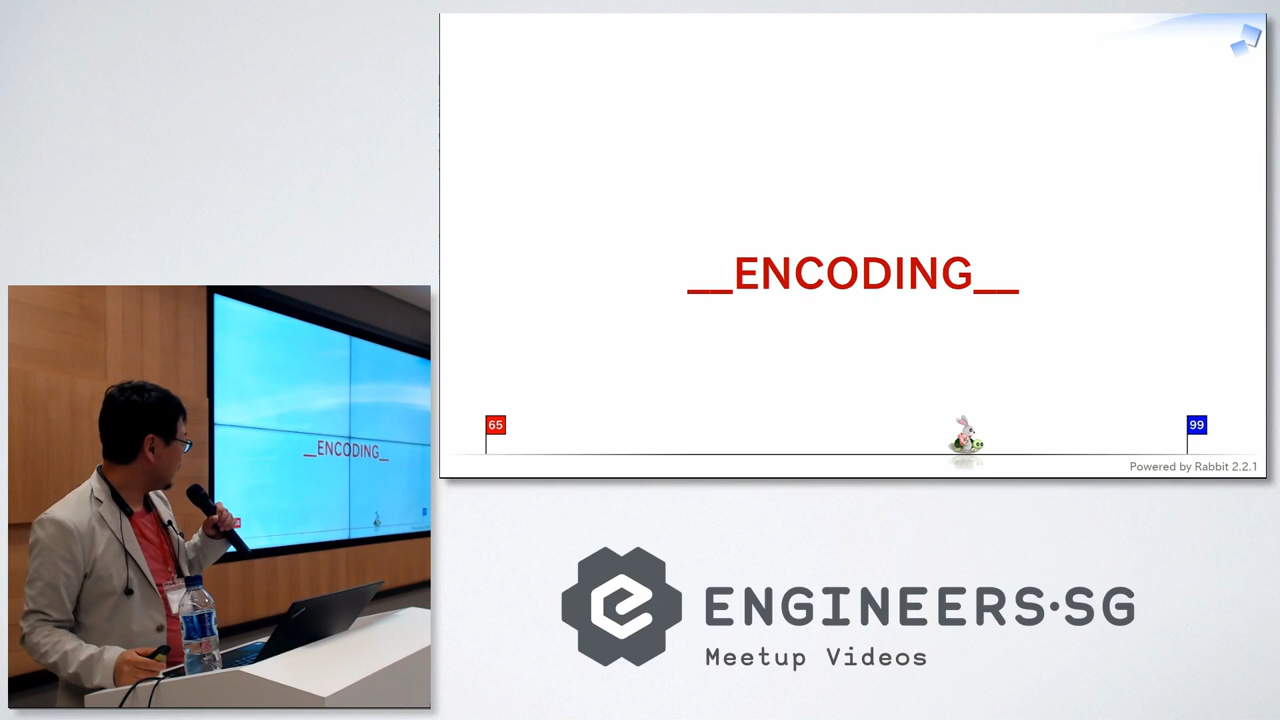 __ENCODING__
65
99
Powered by Rabbit 2.2.1
__ENCODING__
ENGINEERS·SG
Meetup Videos